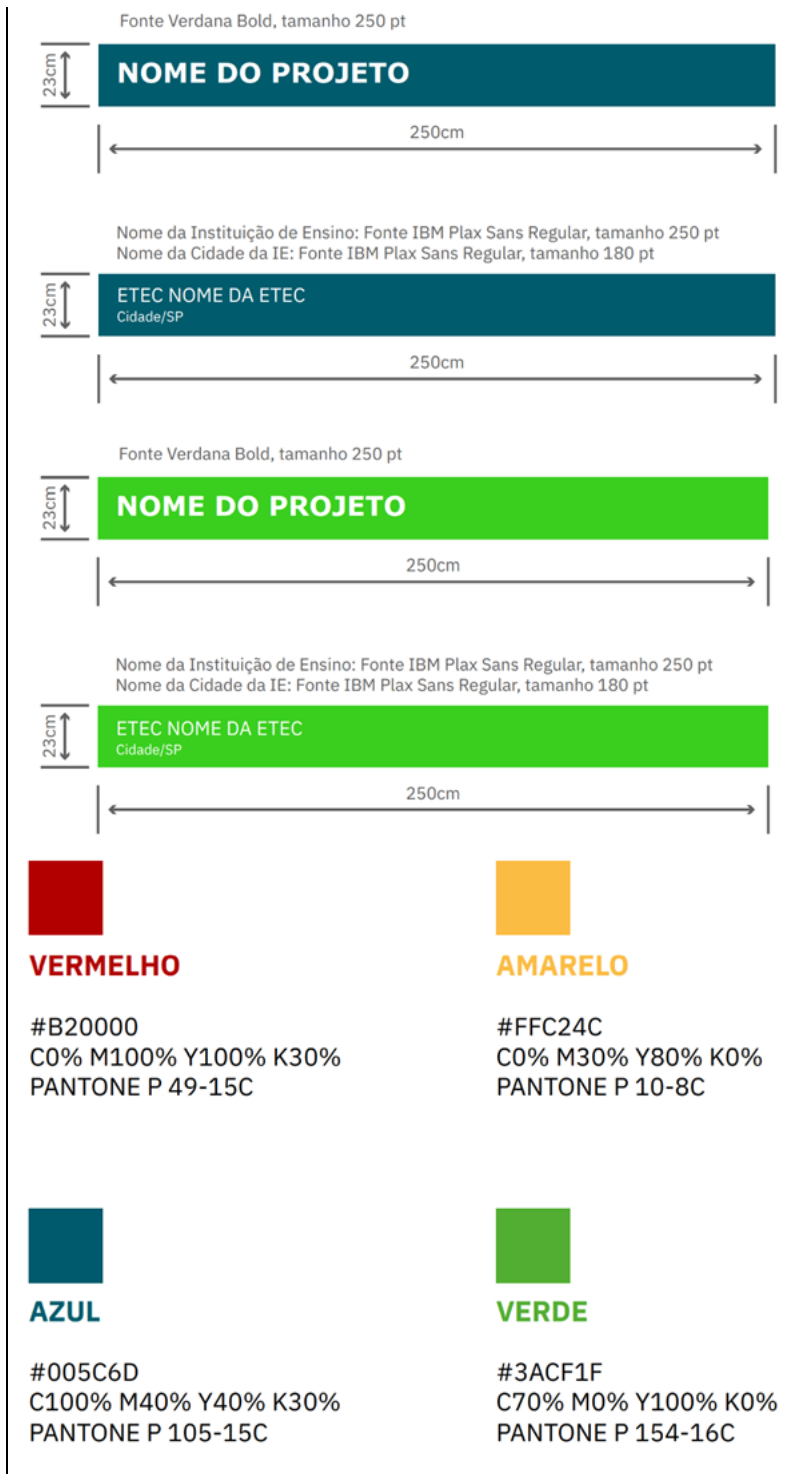 Fonte Verdana Bold, tamanho 250 pt
23cm
NOME DO PROJETO
250cm
Nome da Instituição de Ensino: Fonte IBM Plax Sans Regular, tamanho 250 pt
Nome da Cidade da IE: Fonte IBM Plax Sans Regular, tamanho 180 pt
23cm
ETEC NOME DA ETEC
Cidade/SP
250cm
Fonte Verdana Bold, tamanho 250 pt
23cm
NOME DO PROJETO
250cm
Nome da Instituição de Ensino: Fonte IBM Plax Sans Regular, tamanho 250 pt
Nome da Cidade da IE: Fonte IBM Plax Sans Regular, tamanho 180 pt
23cm
ETEC NOME DA ETEC
Cidade/SP
250cm
VERMELHO
#B20000
C0% M100% Y100% K30%
PANTONE P 49-15C
AMARELO
#FFC24C
C0% M30% Y80% K0%
PANTONE P 10-8C
AZUL
#005C6D
C100% M40% Y40% K30%
PANTONE P 105-15C
VERDE
#3ACF1F
C70% M0% Y100% K0%
PANTONE P 154-16C